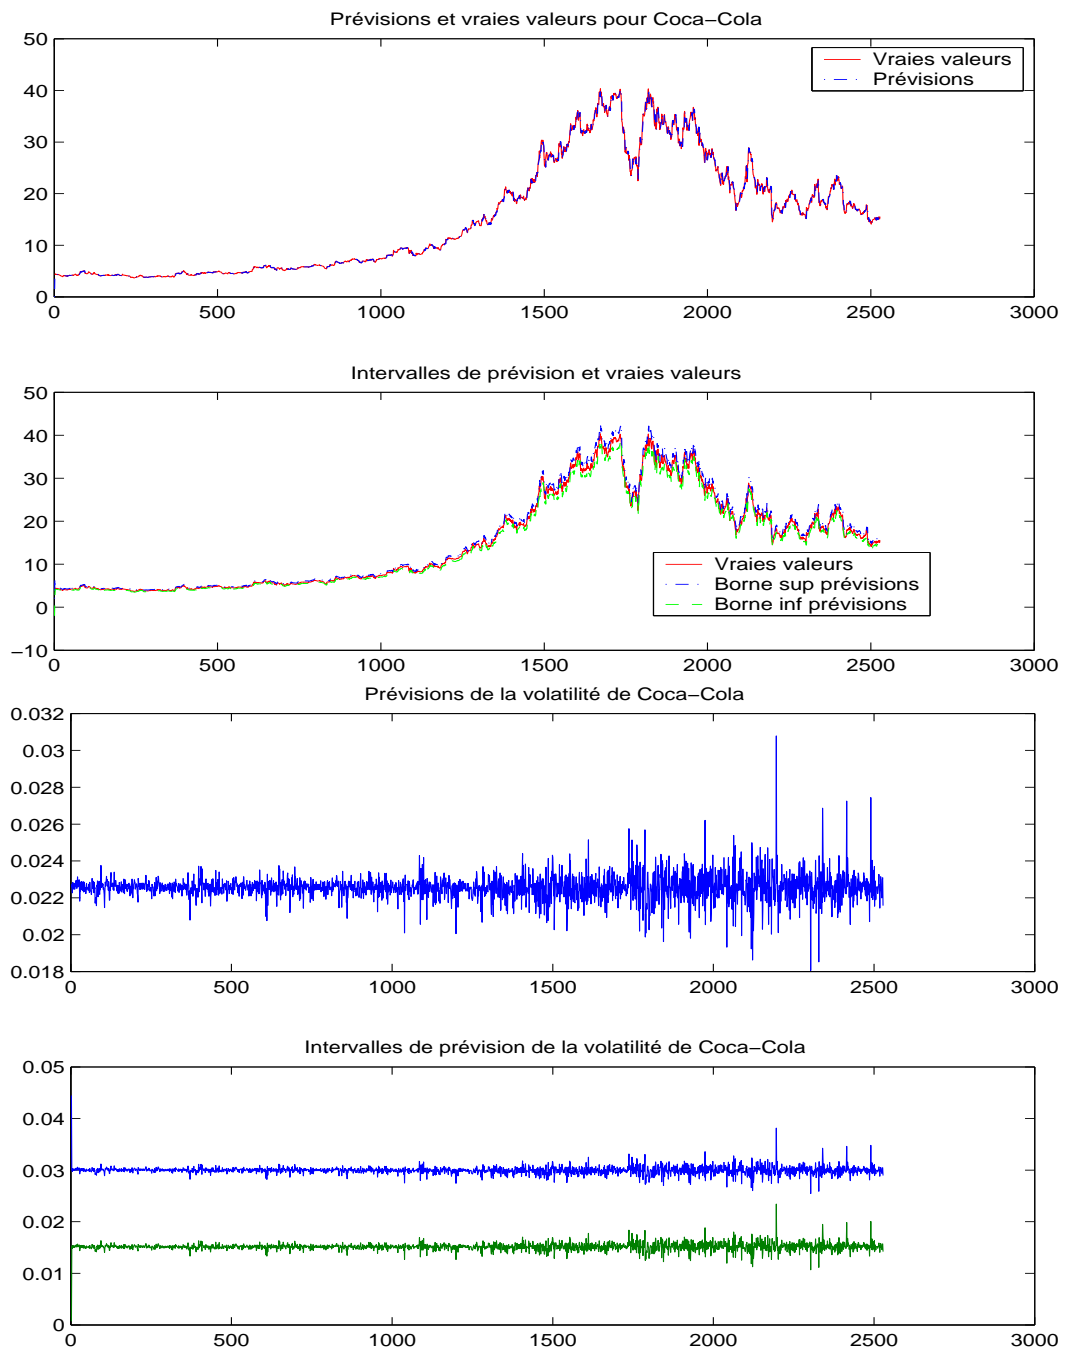 Prévisions et vraies valeurs pour Coca−Cola
50
40
30
20
10
0
0 500 1000 1500 2000 2500 3000
Vraies valeurs
Prévisions
Intervalles de prévision et vraies valeurs
50
40
30
20
10
0
−10
0 500 1000 1500 2000 2500 3000
Vraies valeurs
Borne sup prévisions
Borne inf prévisions
Prévisions de la volatilité de Coca−Cola
0.032
0.03
0.028
0.026
0.024
0.022
0.02
0.018
0 500 1000 1500 2000 2500 3000
Intervalles de prévision de la volatilité de Coca−Cola
0.05
0.04
0.03
0.02
0.01
0
0 500 1000 1500 2000 2500 3000